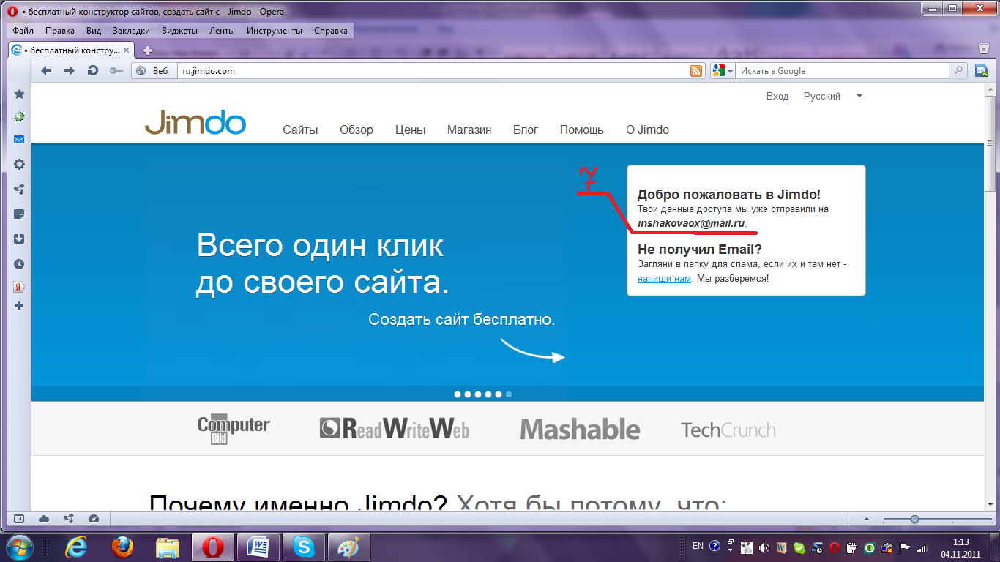 • бесплатный конструктор сайтов, создать сайт с - Jimdo - Opera
Файл Правка Вид Закладки Виджеты Ленты Инструменты Справка
• бесплатный констру...
Веб ru.jimdo.com Искать в Google
Вход Русский
Jimdo Сайты Обзор Цены Магазин Блог Помощь О Jimdo
7
Добро пожаловать в Jimdo!
Твои данные доступа мы уже отправили на
inshakovaox@mail.ru.
Не получил Email?
Загляни в папку для спама, если их и там нет -
напиши нам. Мы разберемся!
Всего один клик
до своего сайта.
Создать сайт бесплатно.
Computer
Bild
ReadWriteWeb Mashable TechCrunch
Почему именно Jimdo? Хотя бы потому, что:
EN 1:13
04.11.2011